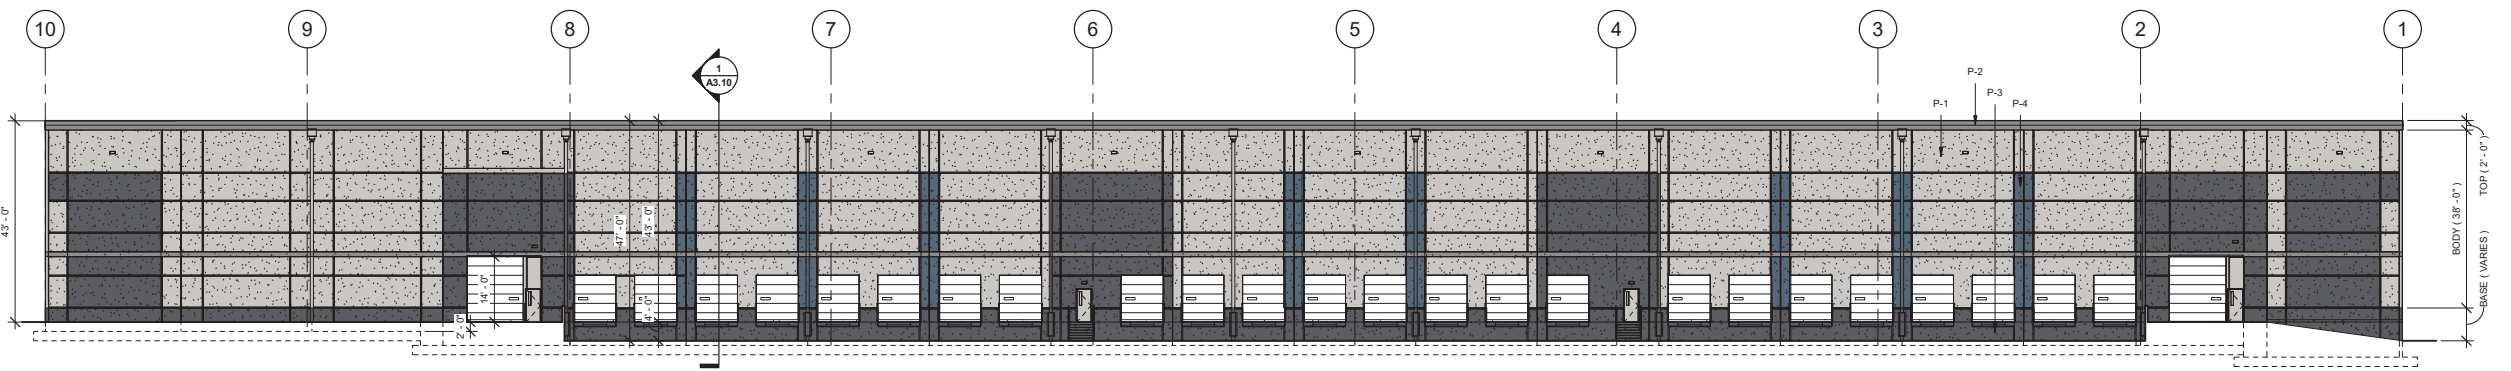 10
9
8
7
6
5
4
3
2
1
1
A3.10
P-2
P-3
P-1
P-4
43' - 0"
47' - 0"
43' - 0"
14' - 0"
4' - 0"
2' - 0"
TOP ( 2' - 0" )
BODY ( 38' - 0" )
BASE ( VARIES )